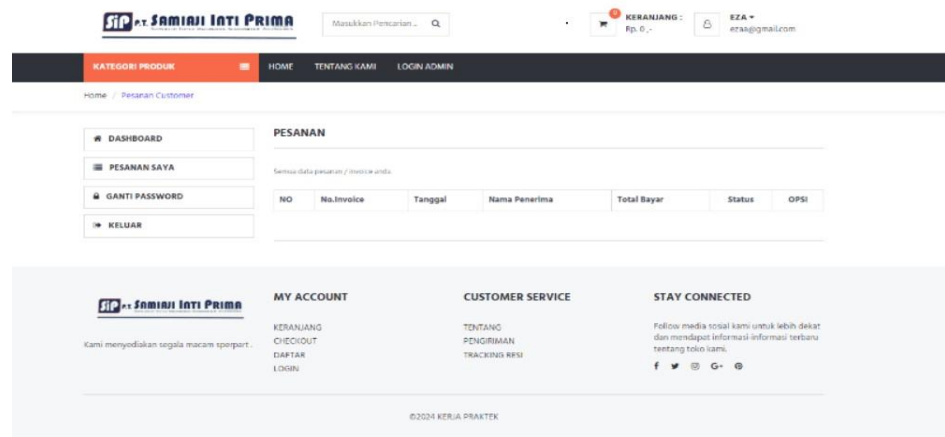 SIP P.T. SAMIAJI INTI PRIMA
Masukkan Pencarian ..
0
KERANJANG :
Rp. 0 ,-
EZA
ezaa@gmail.com
KATEGORI PRODUK
HOME TENTANG KAMI LOGIN ADMIN
Home / Pesanan Customer
DASHBOARD
PESANAN SAYA
GANTI PASSWORD
KELUAR
PESANAN
Semua data pesanan / invoice anda.
NO No.Invoice Tanggal Nama Penerima Total Bayar Status OPSI
SIP P.T. SAMIAJI INTI PRIMA
Kami menyediakan segala macam sperpart .
MY ACCOUNT
KERANJANG
CHECKOUT
DAFTAR
LOGIN
CUSTOMER SERVICE
TENTANG
PENGIRIMAN
TRACKING RESI
STAY CONNECTED
Follow media sosial kami untuk lebih dekat
dan mendapat informasi-informasi terbaru
tentang toko kami.
©2024 KERJA PRAKTEK